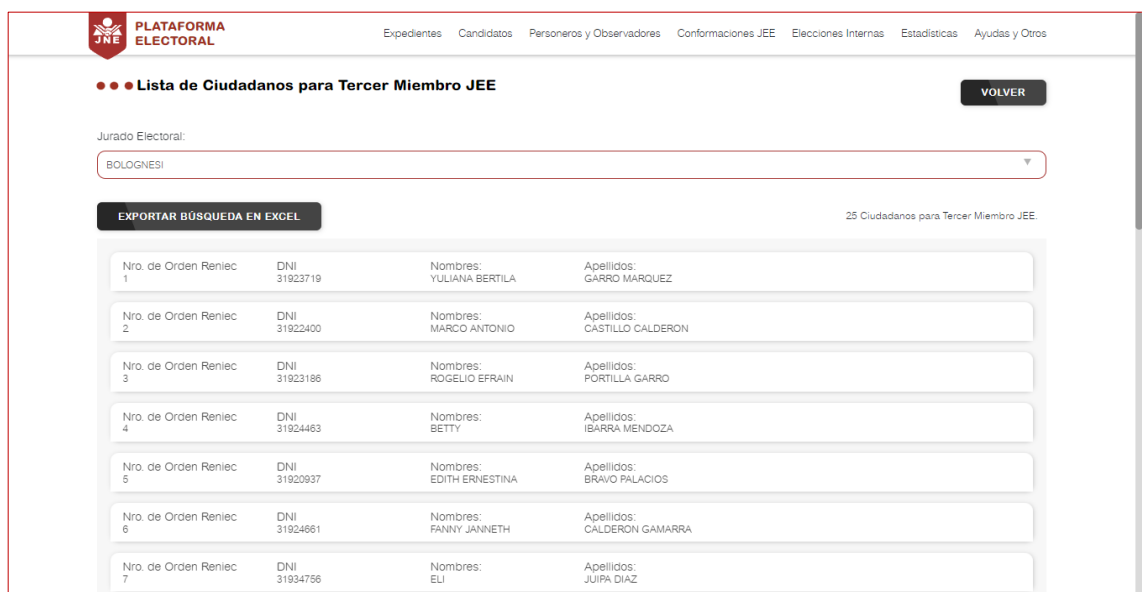 JNE
PLATAFORMA
ELECTORAL
Expedientes Candidatos Personeros y Observadores Conformaciones JEE Elecciones Internas Estadísticas Ayudas y Otros
Lista de Ciudadanos para Tercer Miembro JEE
VOLVER
Jurado Electoral:
BOLOGNESI
EXPORTAR BÚSQUEDA EN EXCEL
25 Ciudadanos para Tercer Miembro JEE.
Nro. de Orden Reniec DNI Nombres: Apellidos:
1 31923719 YULIANA BERTILA GARRO MARQUEZ
Nro. de Orden Reniec DNI Nombres: Apellidos:
2 31922400 MARCO ANTONIO CASTILLO CALDERON
Nro. de Orden Reniec DNI Nombres: Apellidos:
3 31923186 ROGELIO EFRAIN PORTILLA GARRO
Nro. de Orden Reniec DNI Nombres: Apellidos:
4 31924463 BETTY IBARRA MENDOZA
Nro. de Orden Reniec DNI Nombres: Apellidos:
5 31920937 EDITH ERNESTINA BRAVO PALACIOS
Nro. de Orden Reniec DNI Nombres: Apellidos:
6 31924661 FANNY JANNETH CALDERON GAMARRA
Nro. de Orden Reniec DNI Nombres: Apellidos:
7 31934756 ELI JUIPA DIAZ